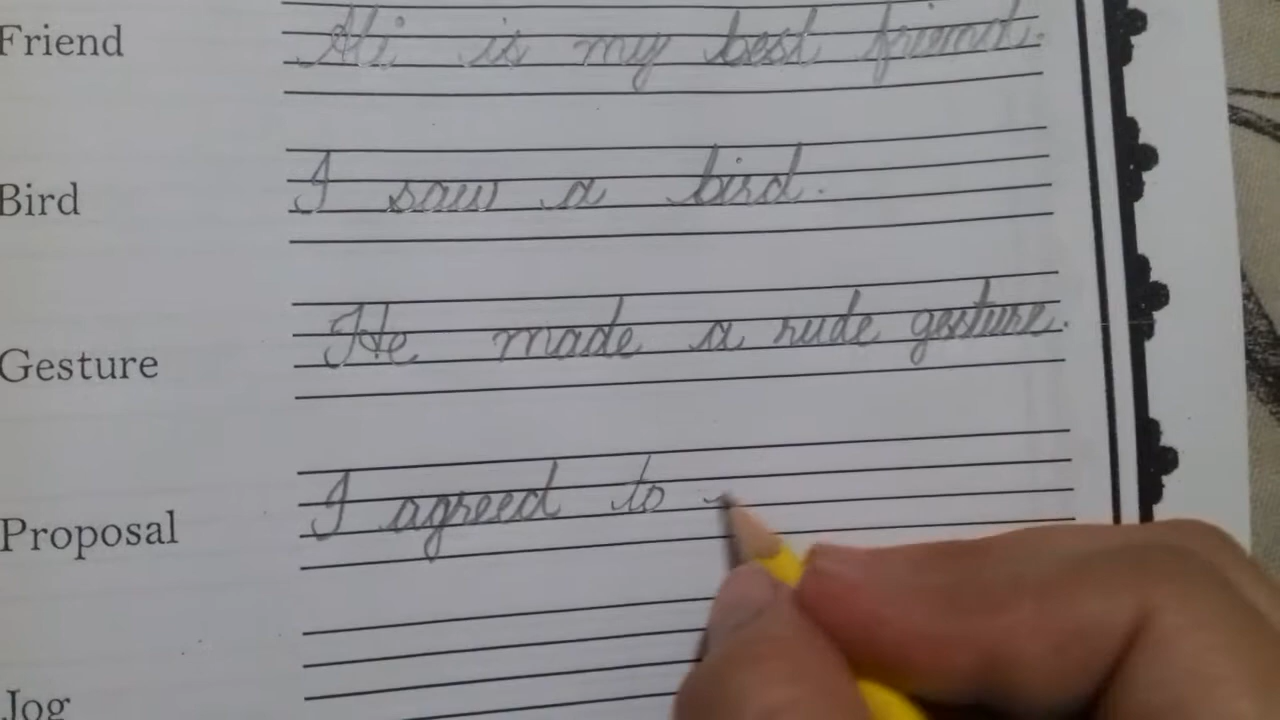 Friend Ali is my best friend.
Bird I saw a bird.
Gesture He made a rude gesture.
Proposal I agreed to
Jog